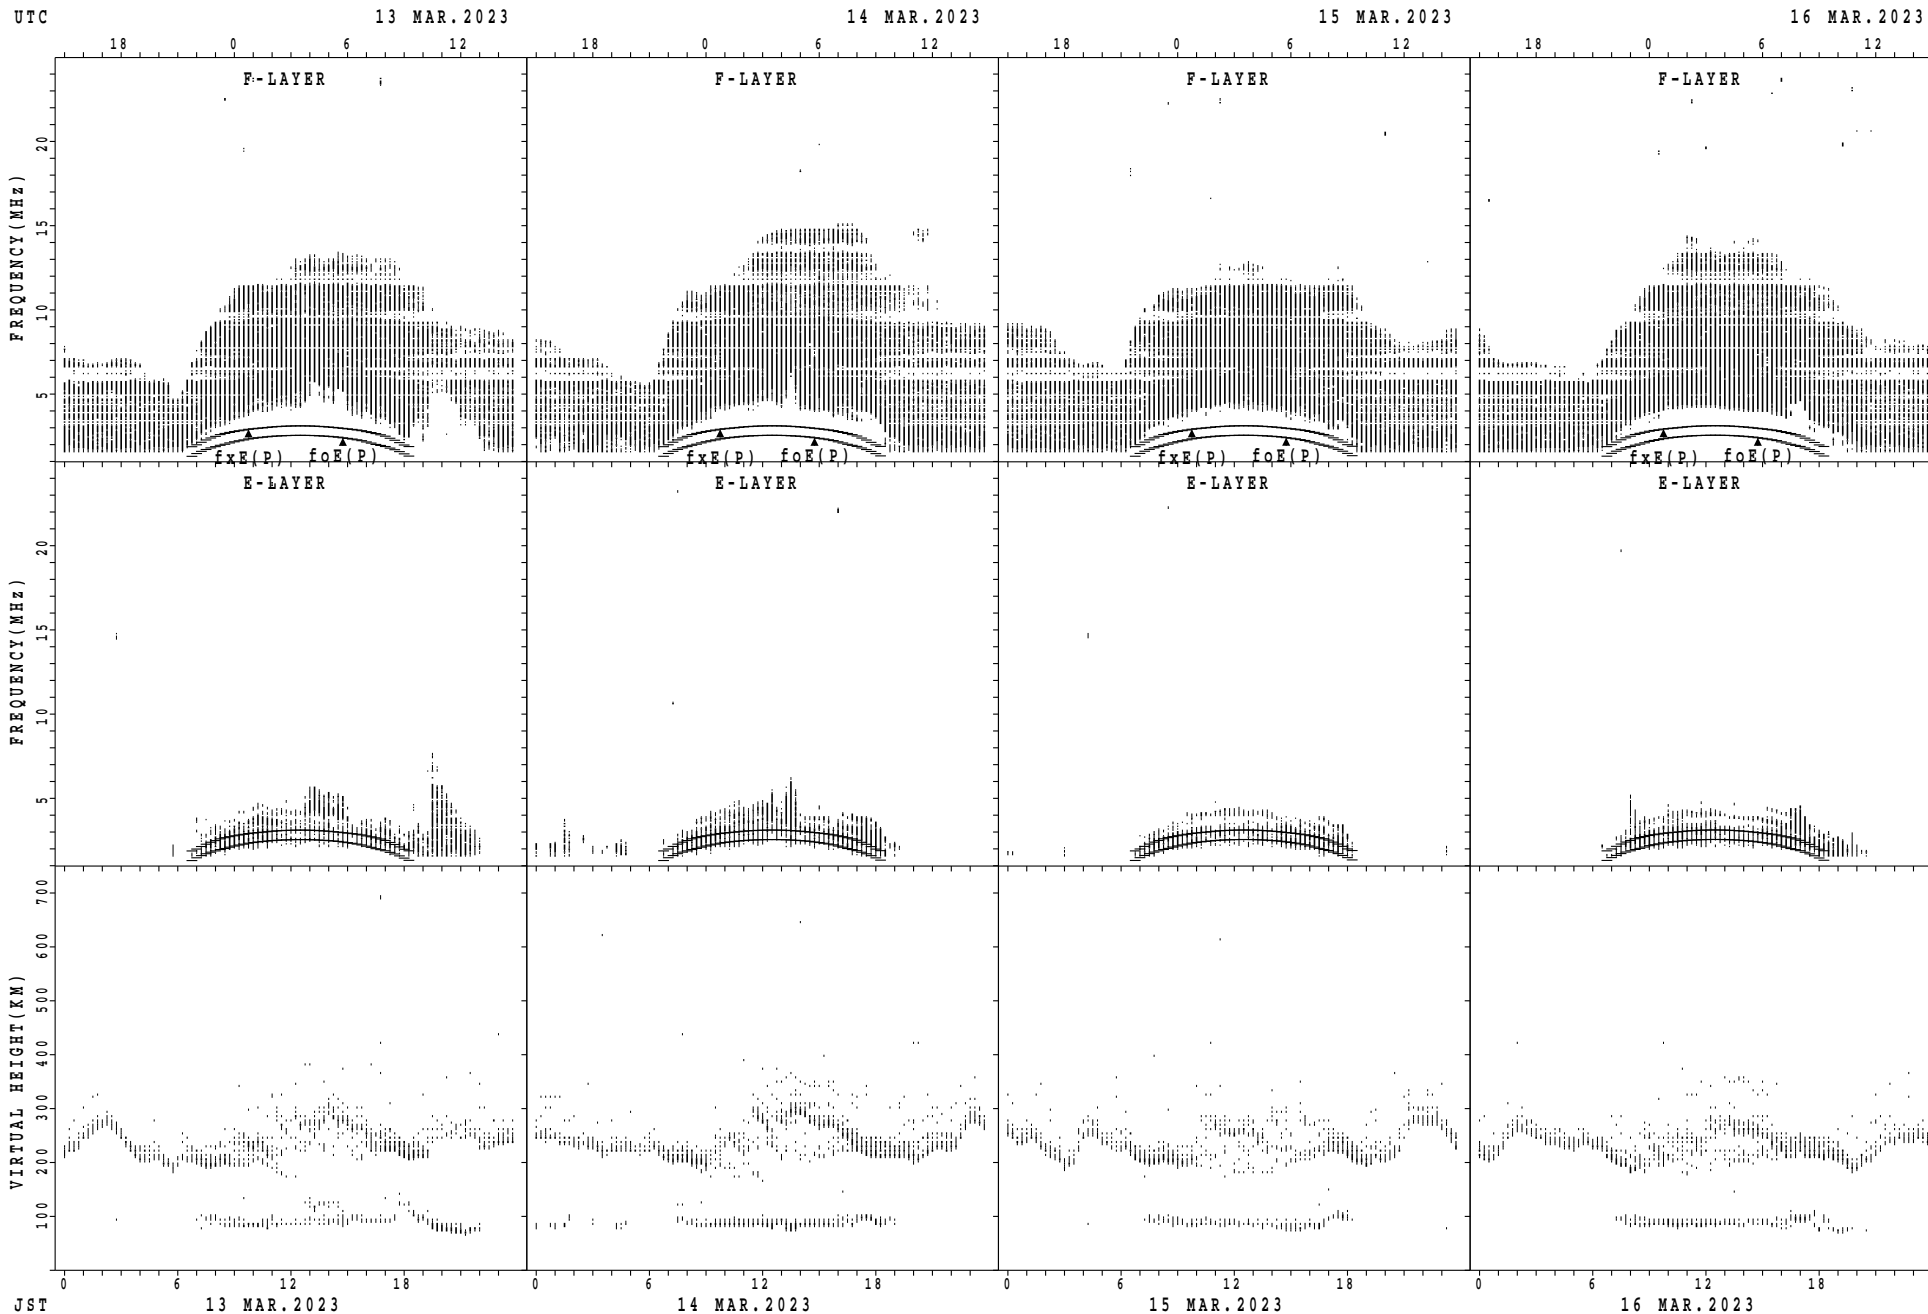 UTC 13 MAR.2023 14 MAR.2023 15 MAR.2023 16 MAR.2023
18 0 6 12 18 0 6 12 18 0 6 12 18 0 6 12
F-LAYER F-LAYER F-LAYER F-LAYER
FREQUENCY(MHz)
20
15
10
5
fxE(P) foE(P) fxE(P) foE(P) fxE(P) foE(P) fxE(P) foE(P)
E-LAYER E-LAYER E-LAYER E-LAYER
FREQUENCY(MHz)
20
15
10
5
VIRTUAL HEIGHT(KM)
700
600
500
400
300
200
100
0 6 12 18 0 6 12 18 0 6 12 18 0 6 12 18
JST 13 MAR.2023 14 MAR.2023 15 MAR.2023 16 MAR.2023